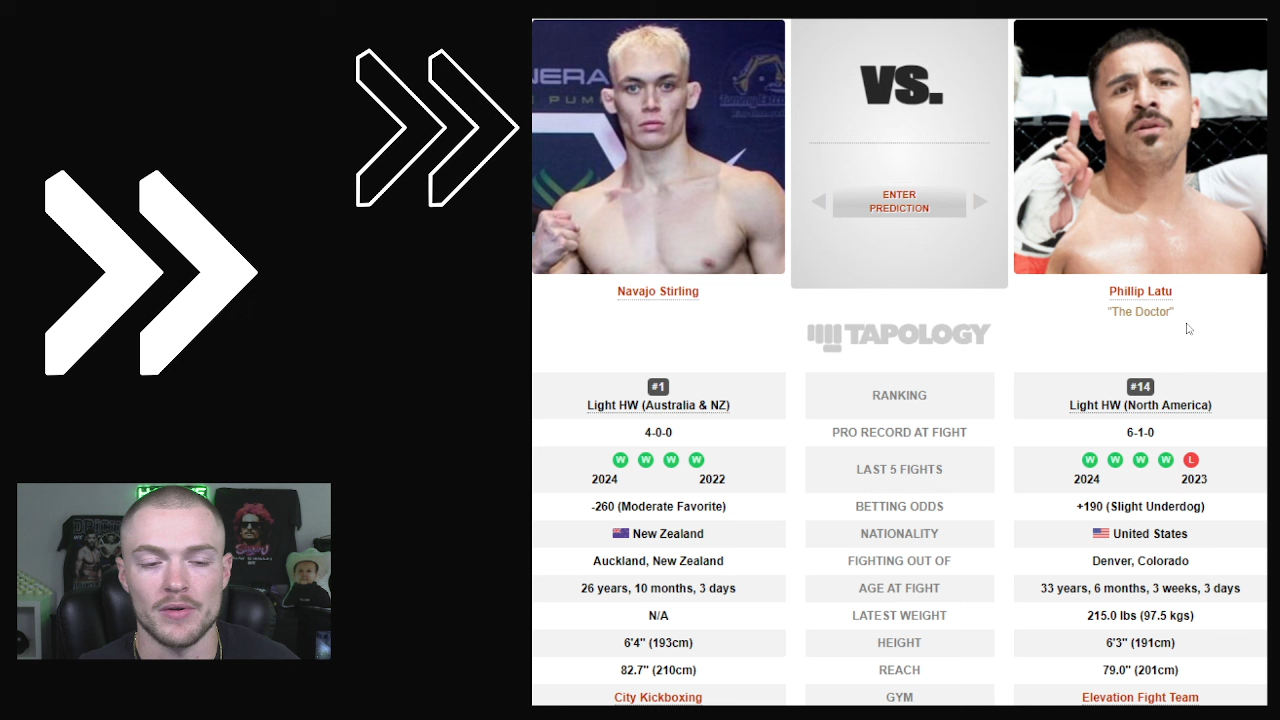 NERA
PUM
VS.
ENTER
PREDICTION
Navajo Stirling
Phillip Latu
"The Doctor"
TAPOLOGY
#1
Light HW (Australia & NZ)
RANKING
#14
Light HW (North America)
4-0-0
PRO RECORD AT FIGHT
6-1-0
W W W W
2024 2022
LAST 5 FIGHTS
W W W W L
2024 2023
-260 (Moderate Favorite)
BETTING ODDS
+190 (Slight Underdog)
New Zealand
NATIONALITY
United States
Auckland, New Zealand
FIGHTING OUT OF
Denver, Colorado
26 years, 10 months, 3 days
AGE AT FIGHT
33 years, 6 months, 3 weeks, 3 days
N/A
LATEST WEIGHT
215.0 lbs (97.5 kgs)
6'4" (193cm)
HEIGHT
6'3" (191cm)
82.7" (210cm)
REACH
79.0" (201cm)
City Kickboxing
GYM
Elevation Fight Team